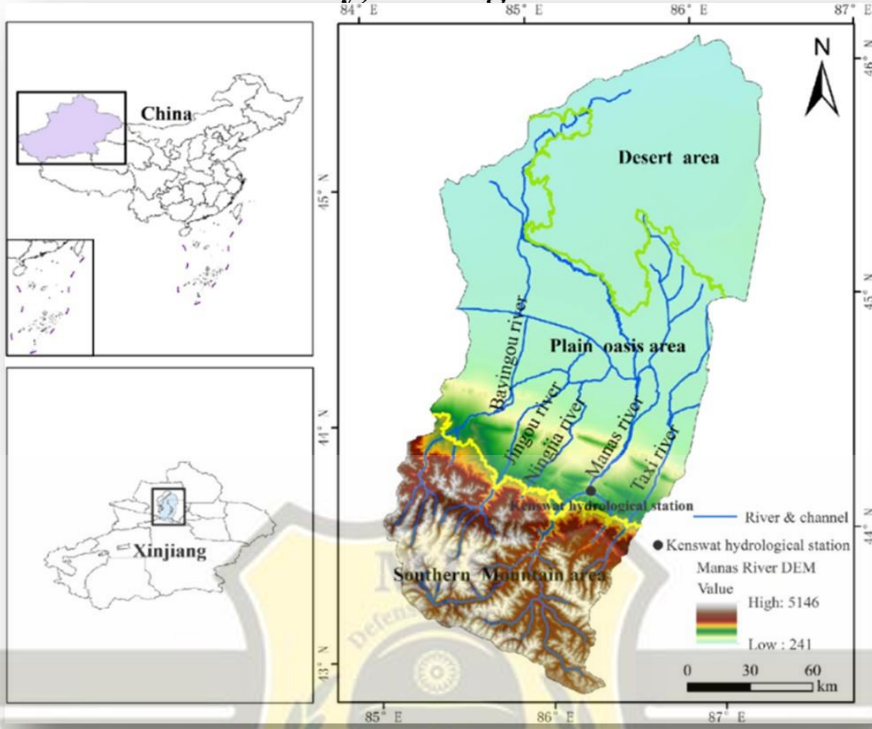 84° E
85° E
86° E
87° E
46° N
N
China
Desert area
45° N
45° N
Bayingou river
Plain oasis area
Jingou river
Ningjia river
Manas river
Taxi river
44° N
Kenswat hydrological station
River & channel
44° N
Kenswat hydrological station
Xinjiang
Southern Mountain area
Manas River DEM
Value
High: 5146
Low : 241
43° N
0 30 60
km
85° E
86° E
87° E